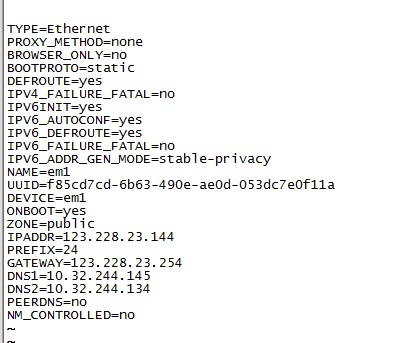 TYPE=Ethernet
PROXY_METHOD=none
BROWSER_ONLY=no
BOOTPROTO=static
DEFROUTE=yes
IPV4_FAILURE_FATAL=no
IPV6INIT=yes
IPV6_AUTOCONF=yes
IPV6_DEFROUTE=yes
IPV6_FAILURE_FATAL=no
IPV6_ADDR_GEN_MODE=stable-privacy
NAME=em1
UUID=f85cd7cd-6b63-490e-ae0d-053dc7e0f11a
DEVICE=em1
ONBOOT=yes
ZONE=public
IPADDR=123.228.23.144
PREFIX=24
GATEWAY=123.228.23.254
DNS1=10.32.244.145
DNS2=10.32.244.134
PEERDNS=no
NM_CONTROLLED=no
~
~